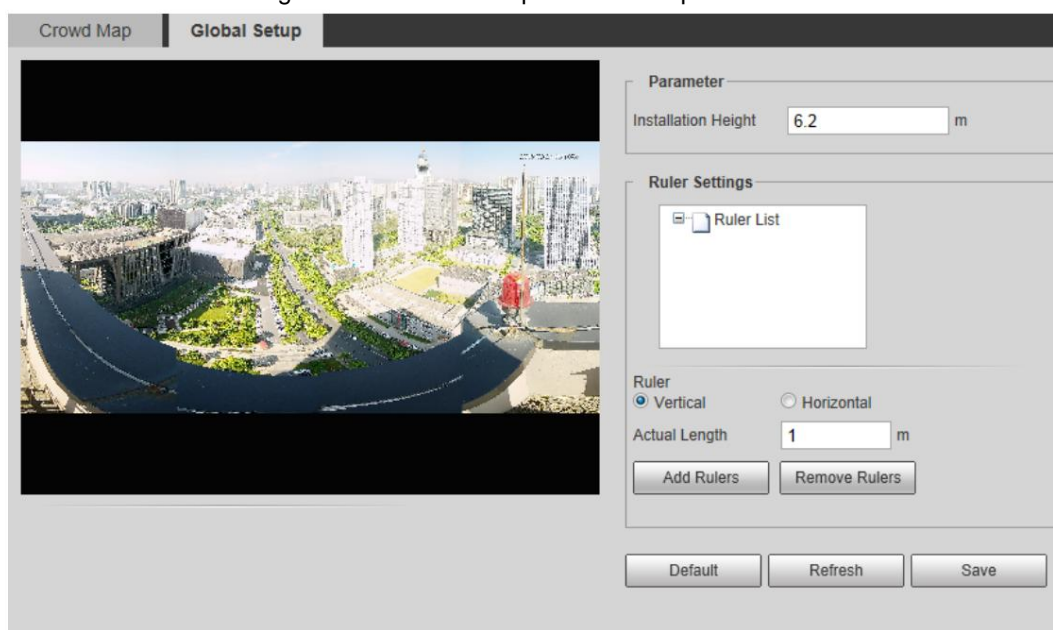 Crowd Map
Global Setup
Parameter
Installation Height 6.2 m
Ruler Settings
Ruler List
Ruler
Vertical Horizontal
Actual Length 1 m
Add Rulers Remove Rulers
Default Refresh Save